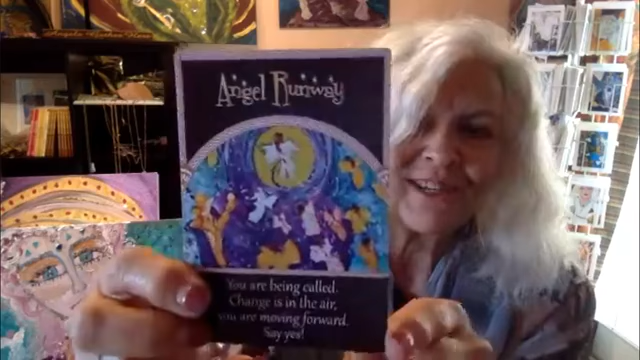 Angel Runway
You are being called.
Change is in the air,
you are moving forward.
Say yes!